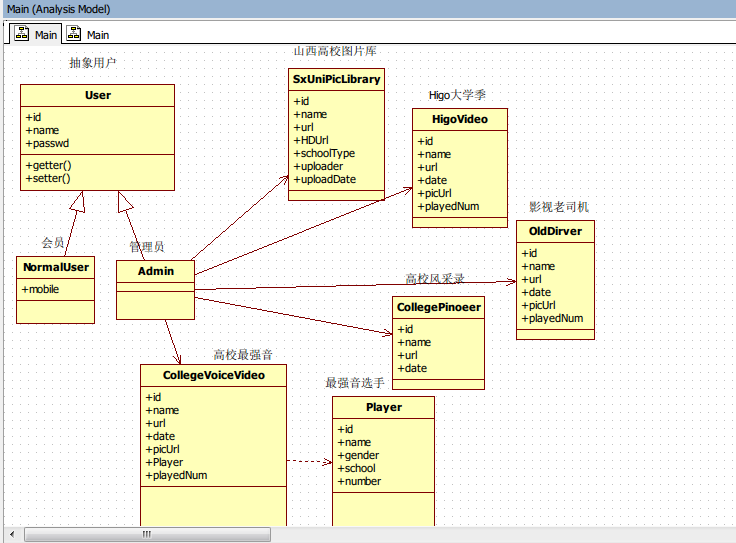 Main (Analysis Model)
Main
Main
抽象用户
User
+id
+name
+passwd
+getter()
+setter()
山西高校图片库
SxUniPicLibrary
+id
+name
+url
+HDUrl
+schoolType
+uploader
+uploadDate
Higo大学季
HigoVideo
+id
+name
+url
+date
+picUrl
+playedNum
影视老司机
OldDirver
+id
+name
+url
+date
+picUrl
+playedNum
会员
NormalUser
+mobile
管理员
Admin
高校风采录
CollegePinoeer
+id
+name
+url
+date
高校最强音
CollegeVoiceVideo
+id
+name
+url
+date
+picUrl
+Player
+playedNum
最强音选手
Player
+id
+name
+gender
+school
+number